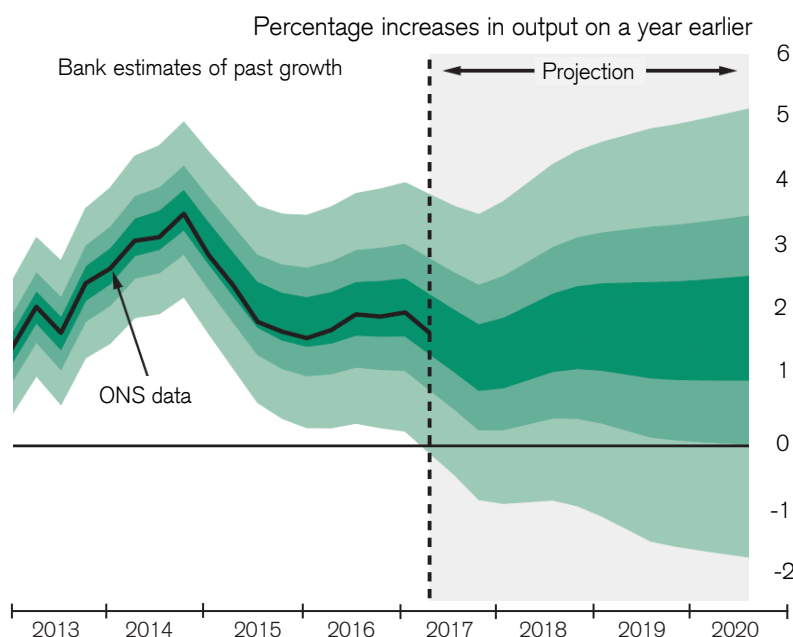 Percentage increases in output on a year earlier
Bank estimates of past growth
Projection
ONS data
6
5
4
3
2
1
0
-1
-2
2013 2014 2015 2016 2017 2018 2019 2020